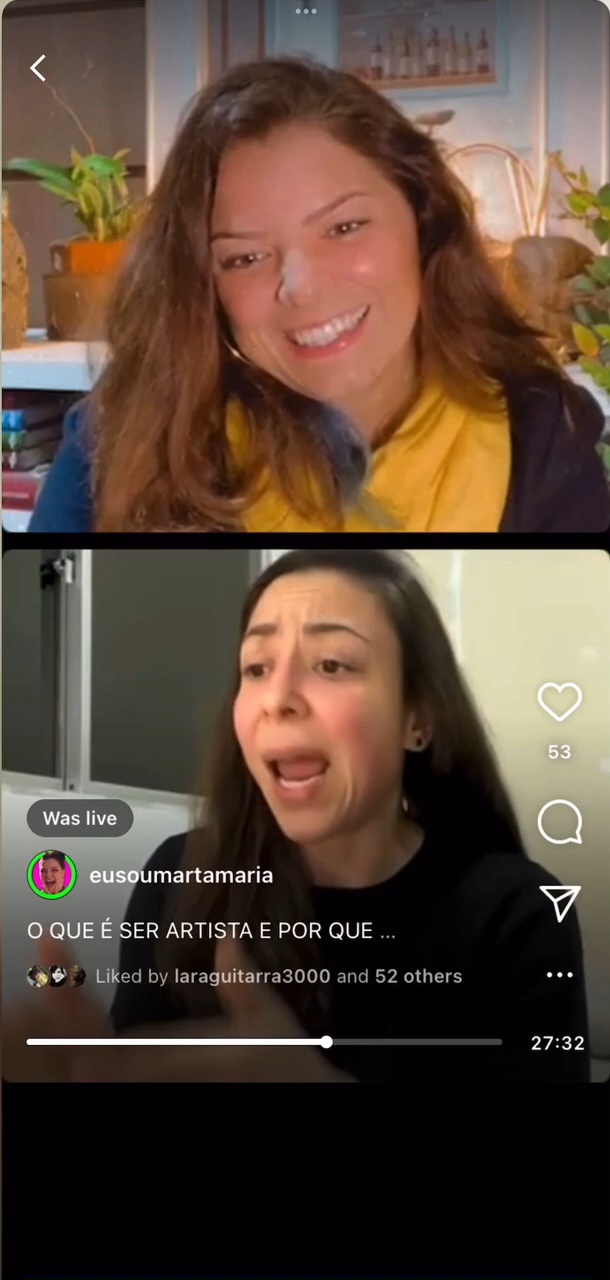 Was live
eusoumartamaria
O QUE É SER ARTISTA E POR QUE ...
Liked by laraguitarra3000 and 52 others
53
27:32